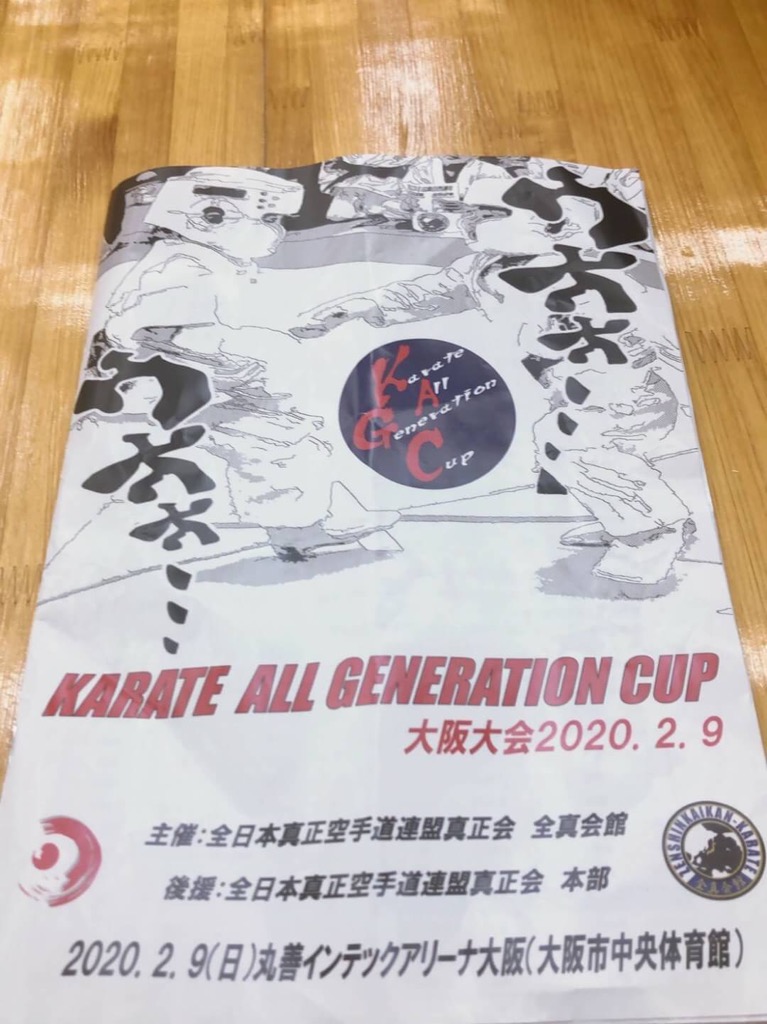 Karate
All
Generation
Cup
KARATE ALL GENERATION CUP
大阪大会2020. 2. 9
主催:全日本真正空手道連盟真正会 全真会館
後援:全日本真正空手道連盟真正会 本部
ZENSHINKAIKAN-KARATE
2020. 2. 9(日)丸善インテックアリーナ大阪(大阪市中央体育館)